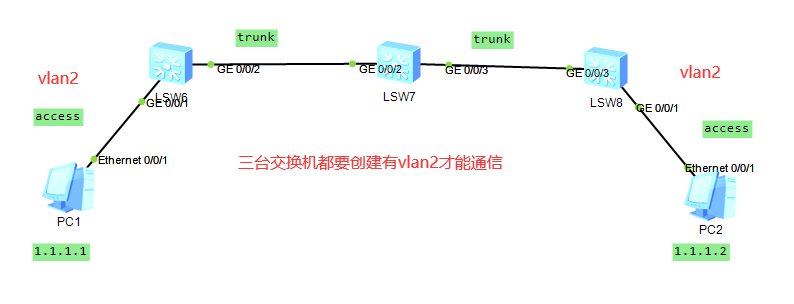 trunk
trunk
GE 0/0/2
GE 0/0/2
GE 0/0/3
GE 0/0/3
vlan2
vlan2
LSW6
LSW7
LSW8
GE 0/0/1
GE 0/0/1
access
access
Ethernet 0/0/1
三台交换机都要创建有vlan2才能通信
Ethernet 0/0/1
PC1
PC2
1.1.1.1
1.1.1.2